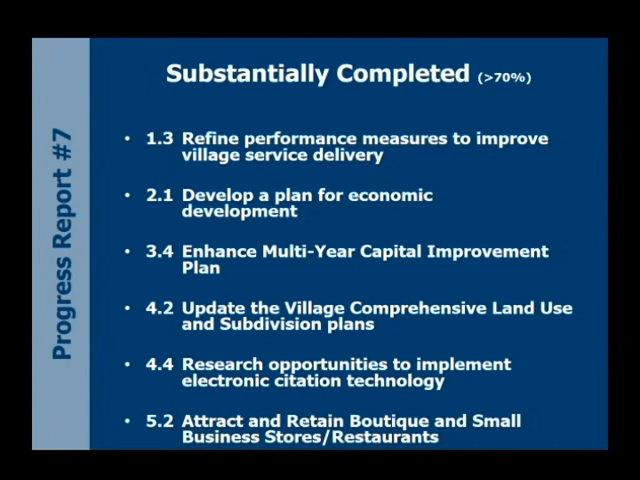 Substantially Completed (>70%)
Progress Report #7
• 1.3 Refine performance measures to improve
village service delivery
• 2.1 Develop a plan for economic
development
• 3.4 Enhance Multi-Year Capital Improvement
Plan
• 4.2 Update the Village Comprehensive Land Use
and Subdivision plans
• 4.4 Research opportunities to implement
electronic citation technology
• 5.2 Attract and Retain Boutique and Small
Business Stores/Restaurants